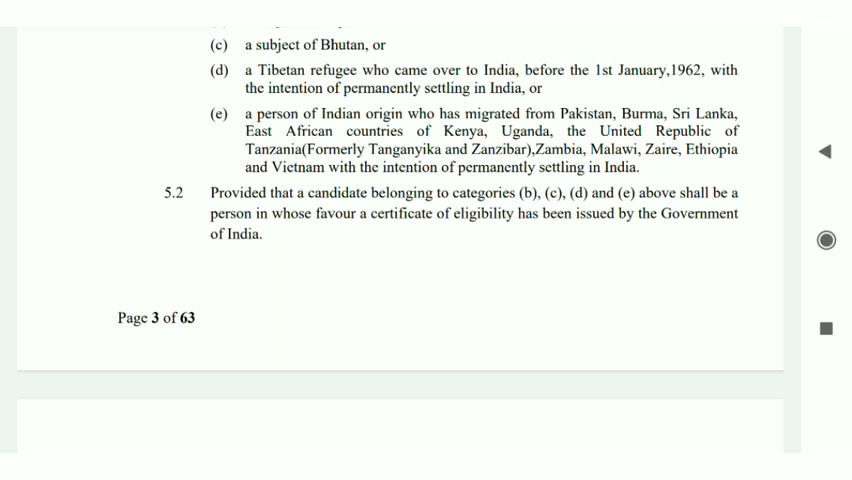 (c) a subject of Bhutan, or
(d) a Tibetan refugee who came over to India, before the 1st January,1962, with
the intention of permanently settling in India, or
(e) a person of Indian origin who has migrated from Pakistan, Burma, Sri Lanka,
East African countries of Kenya, Uganda, the United Republic of
Tanzania(Formerly Tanganyika and Zanzibar),Zambia, Malawi, Zaire, Ethiopia
and Vietnam with the intention of permanently settling in India.
5.2 Provided that a candidate belonging to categories (b), (c), (d) and (e) above shall be a
person in whose favour a certificate of eligibility has been issued by the Government
of India.
Page 3 of 63